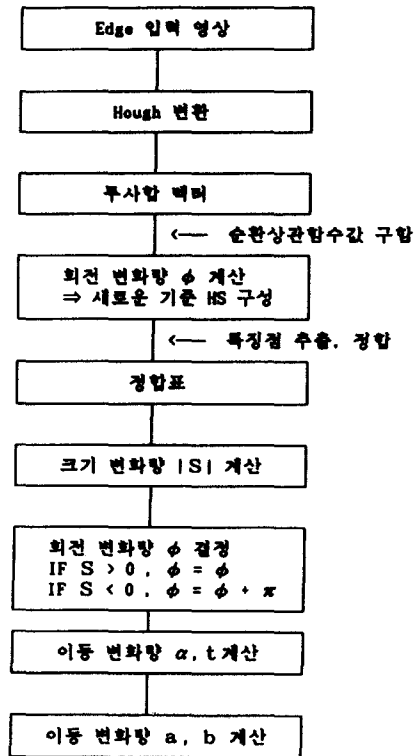 Edge 입력 영상
Hough 변환
투사합 벡터
<── 순환상관함수값 구함
회전 변화량 ϕ 계산
⇒ 새로운 기준 HS 구성
<── 특징점 추출, 정합
정합표
크기 변화량 |S| 계산
회전 변화량 ϕ 결정
IF S > 0 , ϕ = ϕ
IF S < 0 , ϕ = ϕ + π
이동 변화량 α, t 계산
이동 변화량 a, b 계산